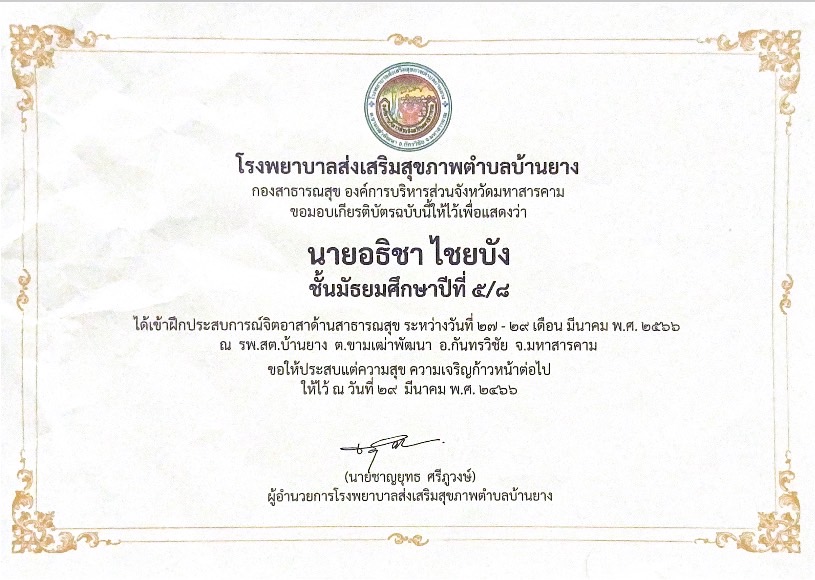 โรงพยาบาลส่งเสริมสุขภาพตำบลบ้านยาง
กองสาธารณสุข องค์การบริหารส่วนจังหวัดมหาสารคาม
ขอมอบเกียรติบัตรฉบับนี้ให้ไว้เพื่อแสดงว่า
นายอธิชา ไชยบัง
ชั้นมัธยมศึกษาปีที่ ๕/๘
ได้เข้าฝึกประสบการณ์จิตอาสาด้านสาธารณสุข ระหว่างวันที่ ๒๗ - ๒๙ เดือน มีนาคม พ.ศ. ๒๕๖๖
ณ รพ.สต.บ้านยาง ต.ขามเฒ่าพัฒนา อ.กันทรวิชัย จ.มหาสารคาม
ขอให้ประสบแต่ความสุข ความเจริญก้าวหน้าต่อไป
ให้ไว้ ณ วันที่ ๒๙ มีนาคม พ.ศ. ๒๔๖๖
(นายชาญยุทธ ศรีภูวงษ์)
ผู้อำนวยการโรงพยาบาลส่งเสริมสุขภาพตำบลบ้านยาง